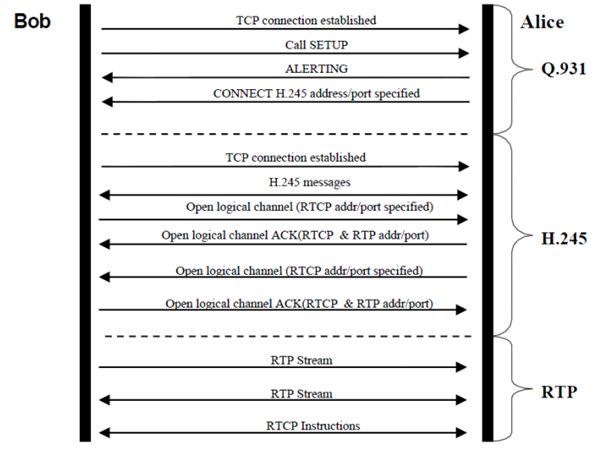 Bob
Alice
TCP connection established
Call SETUP
ALERTING
Q.931
CONNECT H.245 address/port specified
TCP connection established
H.245 messages
Open logical channel (RTCP addr/port specified)
Open logical channel ACK(RTCP & RTP addr/port)
H.245
Open logical channel (RTCP addr/port specified)
Open logical channel ACK(RTCP & RTP addr/port)
RTP Stream
RTP Stream
RTP
RTCP Instructions